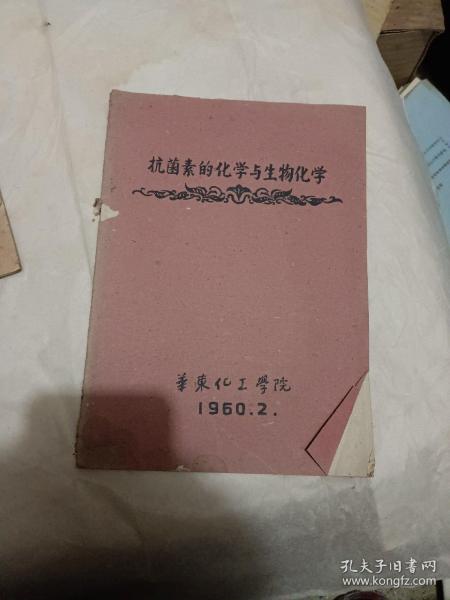 抗菌素的化学与生物化学
華東化工學院
1960.2.
孔夫子旧书网
www.kongfz.com